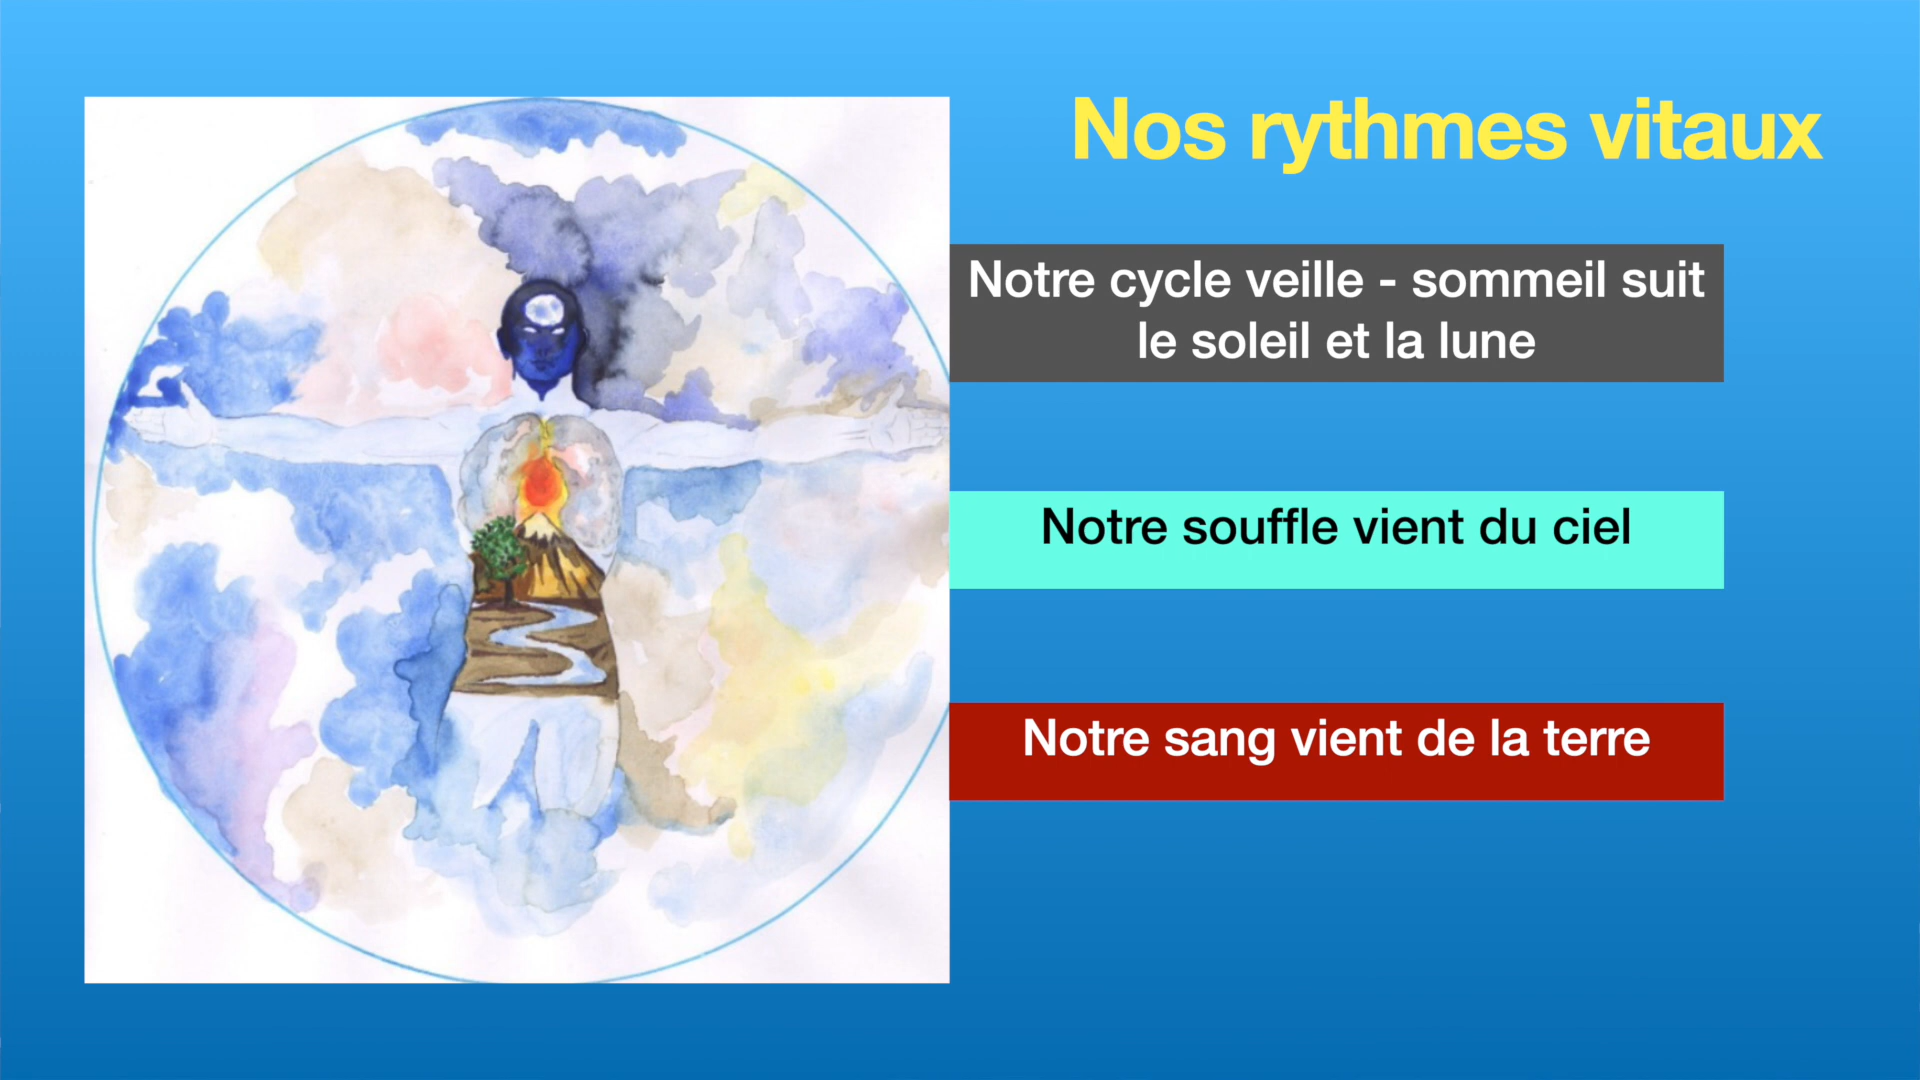 Nos rythmes vitaux
Notre cycle veille - sommeil suit
le soleil et la lune
Notre souffle vient du ciel
Notre sang vient de la terre